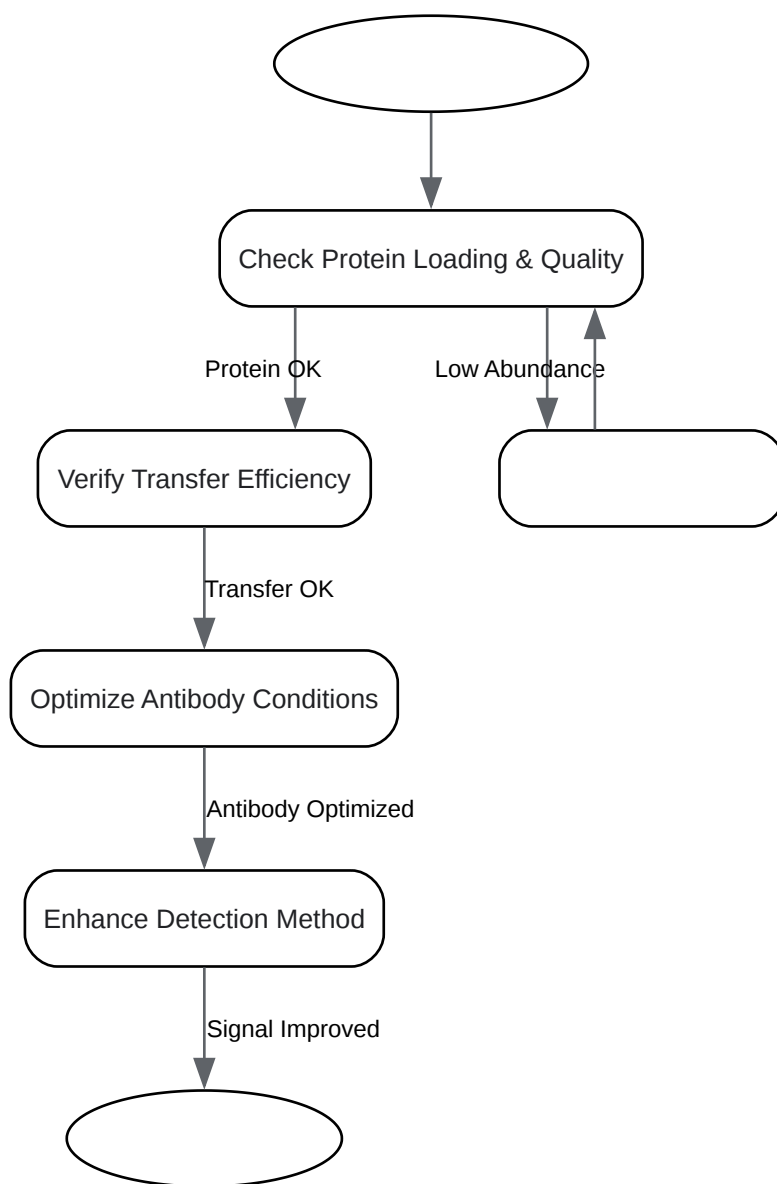 Check Protein Loading & Quality
Protein OK
Low Abundance
Verify Transfer Efficiency
Transfer OK
Optimize Antibody Conditions
Antibody Optimized
Enhance Detection Method
Signal Improved